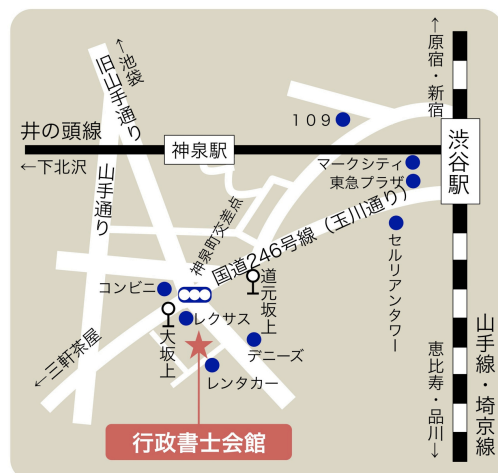 ←原宿・新宿
←池袋
旧山手通り
109
井の頭線
神泉駅
渋谷駅
←下北沢
マークシティ
東急プラザ
山手通り
神泉町交差点
国道246号線（玉川通り）
セルリアンタワー
コンビニ
道元坂上
レクサス
大坂上
デニーズ
←三軒茶屋
レンタカー
山手線・埼京線
恵比寿・品川→
行政書士会館